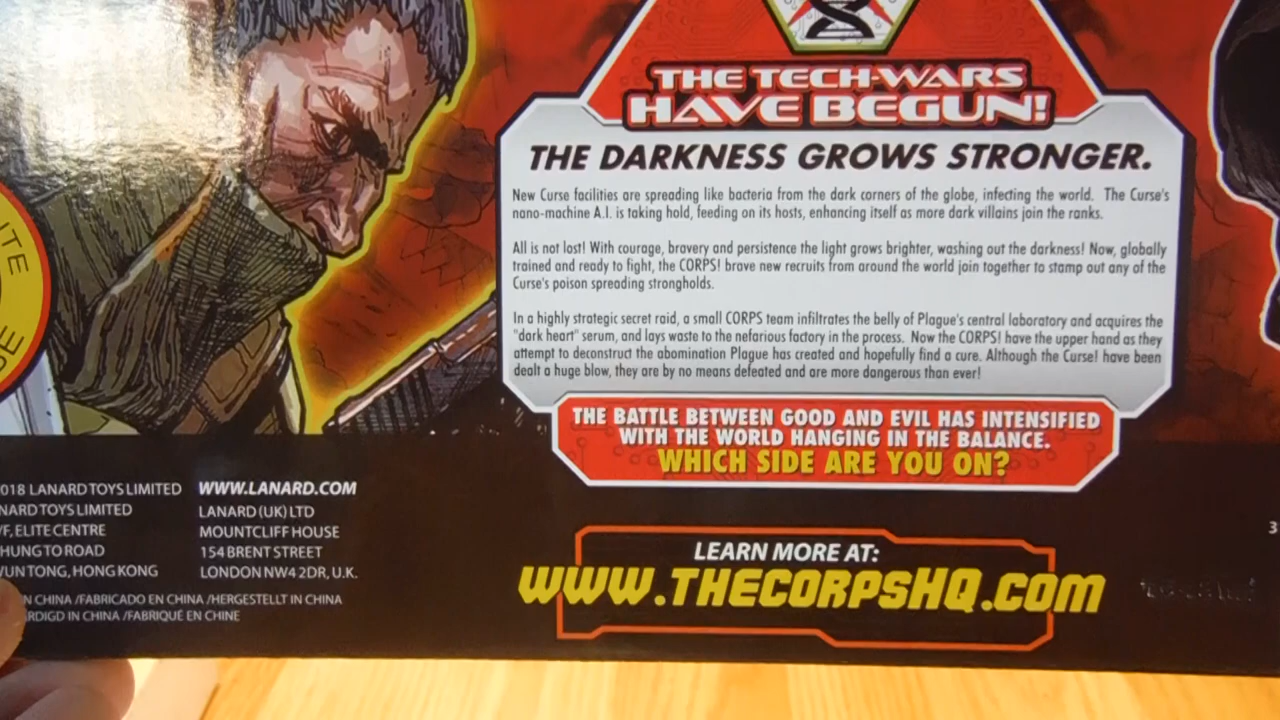 THE TECH-WARS
HAVE BEGUN!
THE DARKNESS GROWS STRONGER.
New Curse facilities are spreading like bacteria from the dark corners of the globe, infecting the world. The Curse's
nano-machine A.I. is taking hold, feeding on its hosts, enhancing itself as more dark villains join the ranks.
All is not lost! With courage, bravery and persistence the light grows brighter, washing out the darkness! Now, globally
trained and ready to fight, the CORPS! brave new recruits from around the world join together to stamp out any of the
Curse's poison spreading strongholds.
In a highly strategic secret raid, a small CORPS team infiltrates the belly of Plague's central laboratory and acquires the
"dark heart" serum, and lays waste to the nefarious factory in the process. Now the CORPS! have the upper hand as they
attempt to deconstruct the abomination Plague has created and hopefully find a cure. Although the Curse! have been
dealt a huge blow, they are by no means defeated and are more dangerous than ever!
THE BATTLE BETWEEN GOOD AND EVIL HAS INTENSIFIED
WITH THE WORLD HANGING IN THE BALANCE.
WHICH SIDE ARE YOU ON?
LEARN MORE AT:
WWW.THECORPSHQ.COM
018 LANARD TOYS LIMITED
NARD TOYS LIMITED
/F, ELITE CENTRE
HUNG TO ROAD
WUN TONG, HONG KONG
WWW.LANARD.COM
LANARD (UK) LTD
MOUNTCLIFF HOUSE
154 BRENT STREET
LONDON NW4 2DR, U.K.
N CHINA /FABRICADO EN CHINA /HERGESTELLT IN CHINA
RDIGD IN CHINA /FABRIQUÉ EN CHINE